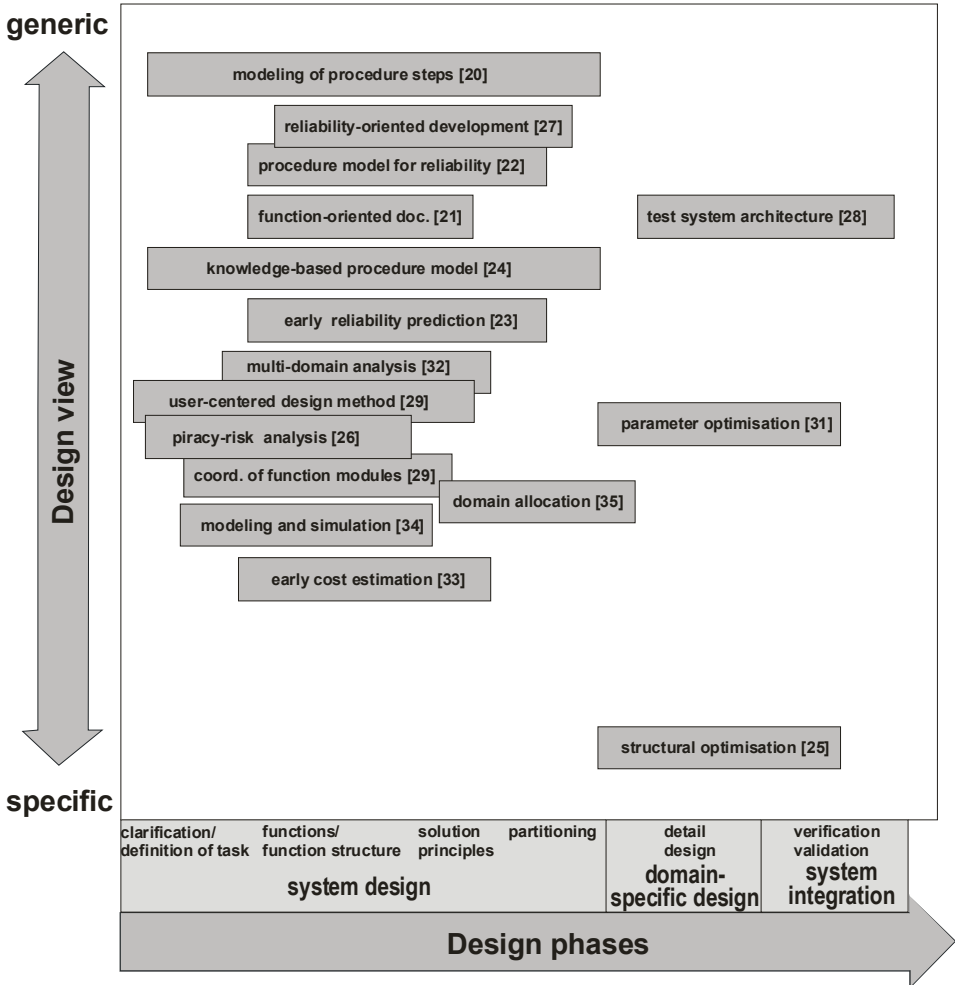 generic
modeling of procedure steps [20]
reliability-oriented development [27]
procedure model for reliability [22]
function-oriented doc. [21]
test system architecture [28]
knowledge-based procedure model [24]
early reliability prediction [23]
multi-domain analysis [32]
user-centered design method [29]
parameter optimisation [31]
piracy-risk analysis [26]
coord. of function modules [29]
domain allocation [35]
modeling and simulation [34]
early cost estimation [33]
Design view
structural optimisation [25]
specific
clarification/
definition of task
functions/
function structure
solution
principles
partitioning
system design
detail
design
domain-
specific design
verification
validation
system
integration
Design phases